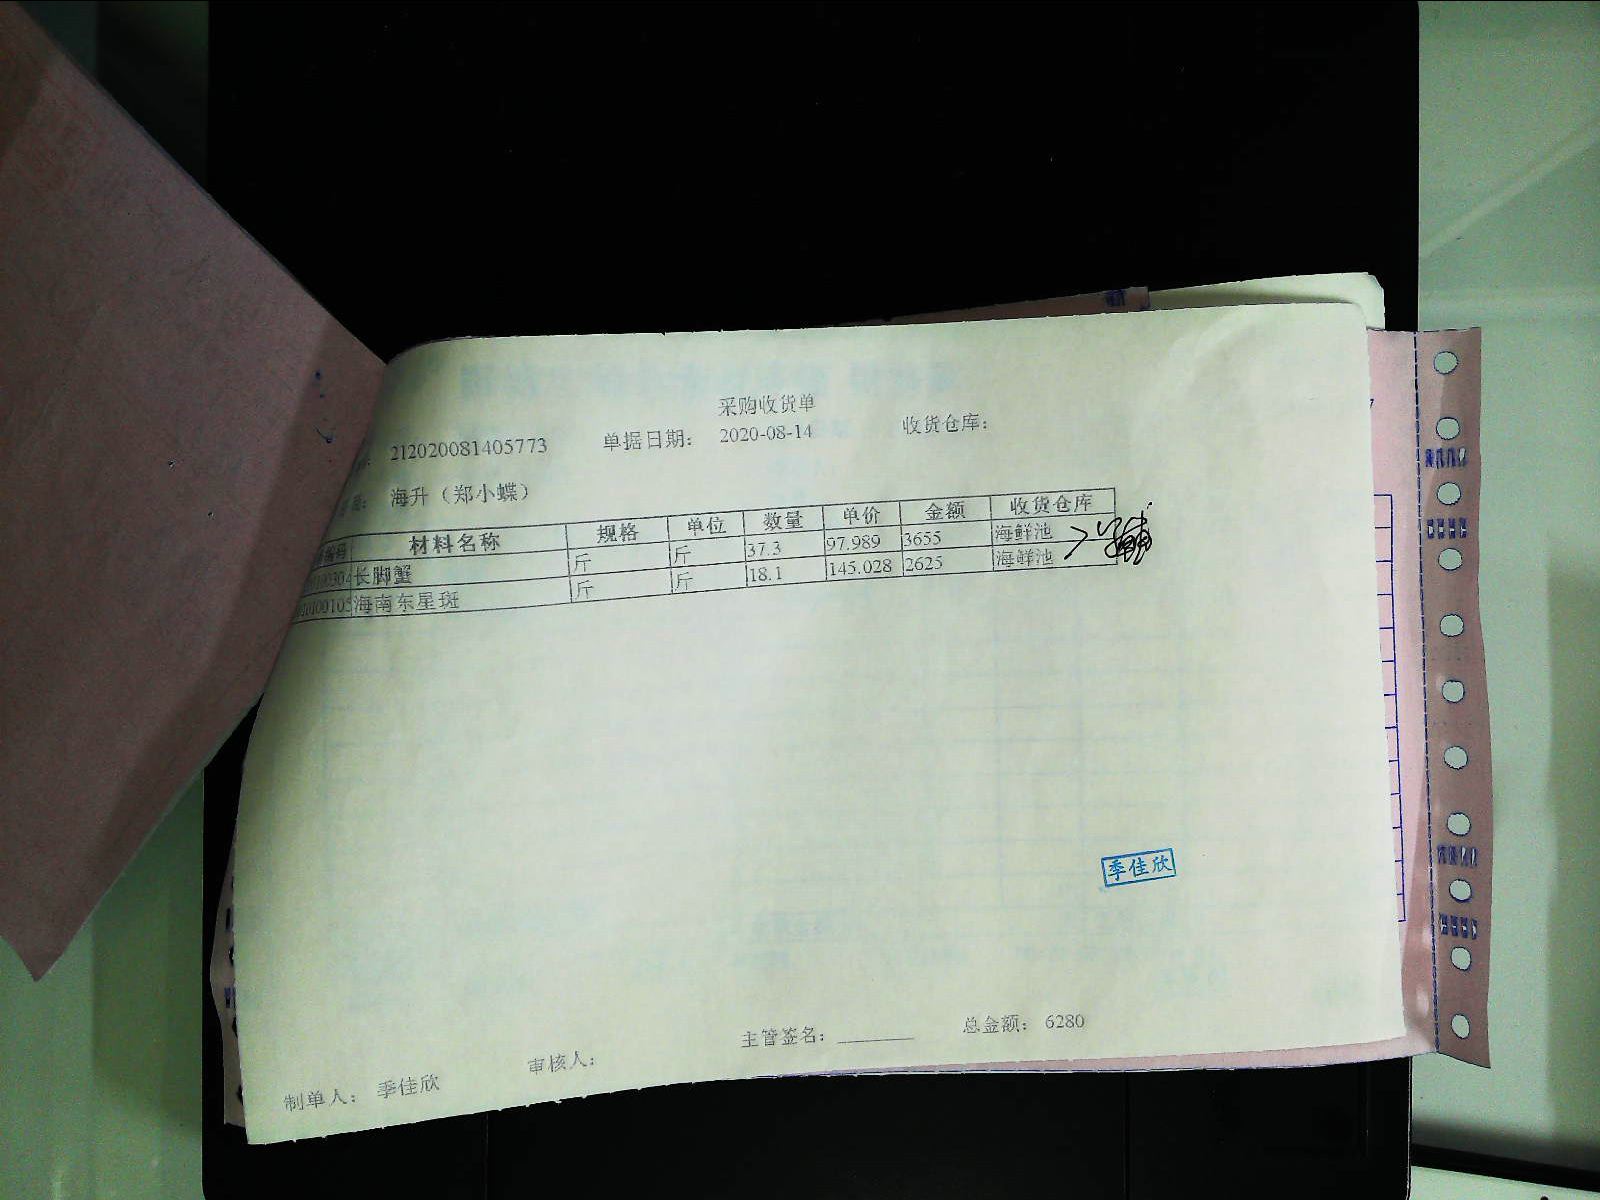 采购收货单
212020081405773 单据日期: 2020-08-14 收货仓库:
海升（郑小蝶）
编码 材料名称 规格 单位 数量 单价 金额 收货仓库
长脚蟹 斤 斤 37.3 97.989 3655 海鲜池
海南东星斑 斤 斤 18.1 145.028 2625 海鲜池
季佳欣
制单人: 季佳欣 审核人: 主管签名: 总金额: 6280